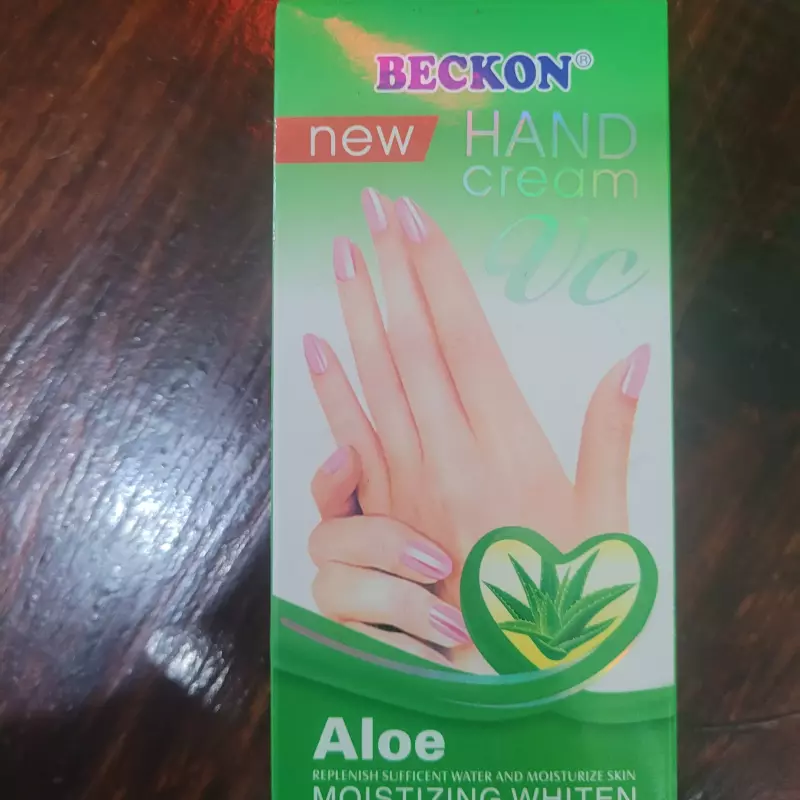 BECKON®
new HAND
cream
Vc
Aloe
REPLENISH SUFFICENT WATER AND MOISTURIZE SKIN
MOISTIZING WHITEN